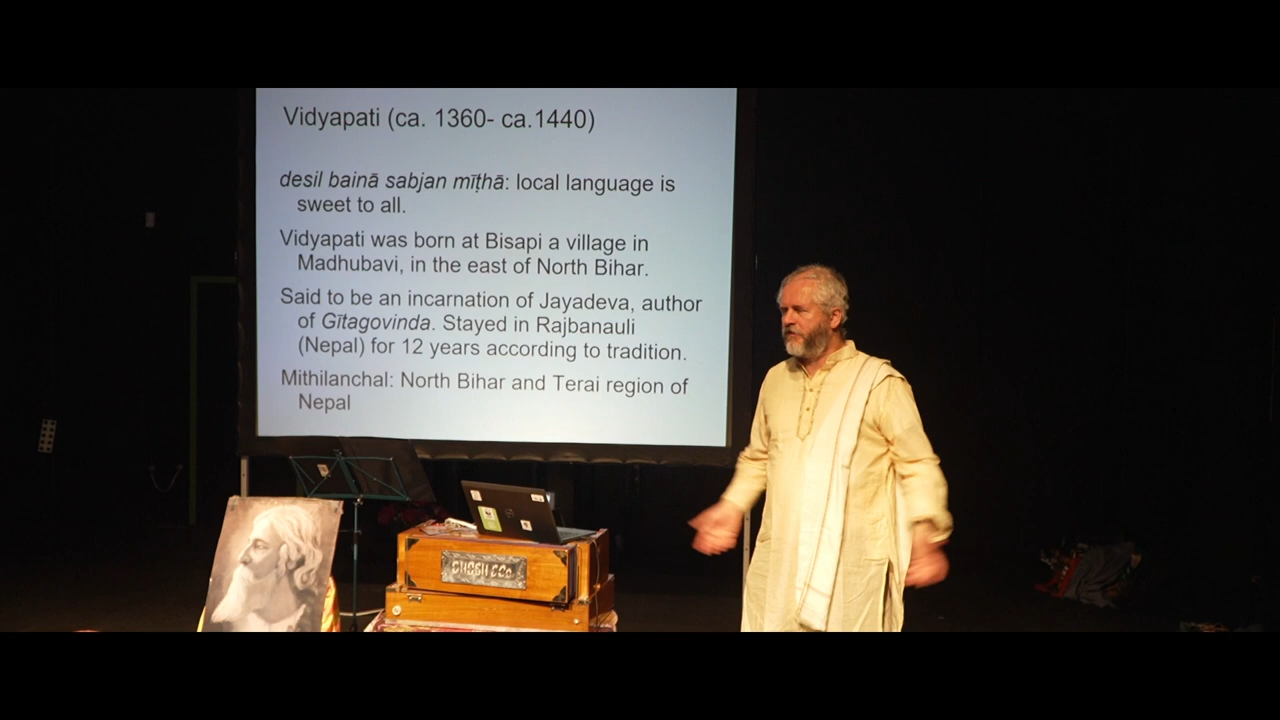 Vidyapati (ca. 1360- ca.1440)
desil bainā sabjan mīṭhā: local language is
sweet to all.
Vidyapati was born at Bisapi a village in
Madhubavi, in the east of North Bihar.
Said to be an incarnation of Jayadeva, author
of Gītagovinda. Stayed in Rajbanauli
(Nepal) for 12 years according to tradition.
Mithilanchal: North Bihar and Terai region of
Nepal